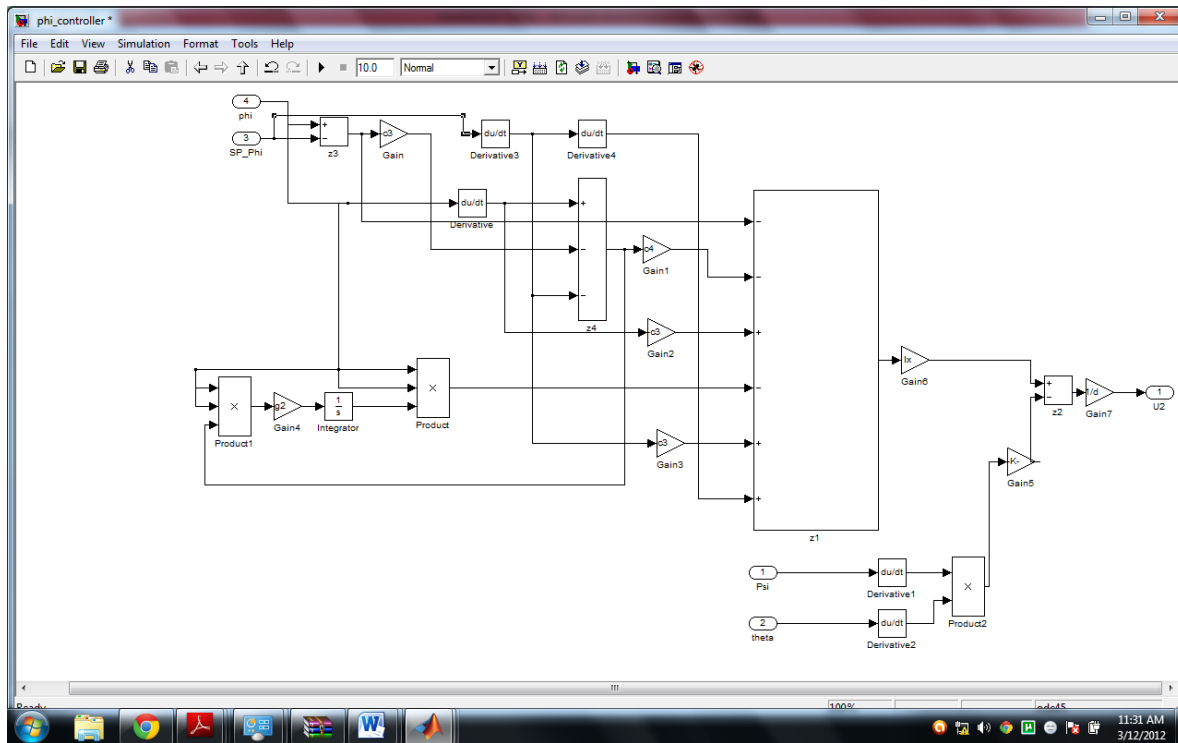 phi_controller *
File Edit View Simulation Format Tools Help
10.0 Normal
4
phi
3
SP_Phi
+
−
z3
c3
Gain
du/dt
Derivative3
du/dt
Derivative4
du/dt
Derivative
+
−
−
z4
c4
Gain1
c3
Gain2
c3
Gain3
−
−
+
−
+
+
z1
×
Product1
g2
Gain4
1
s
Integrator
×
Product
Ix
Gain6
+
−
z2
1/d
Gain7
1
U2
-K-
Gain5
1
Psi
du/dt
Derivative1
2
theta
du/dt
Derivative2
×
Product2
Ready 100% ode45
11:31 AM
3/12/2012